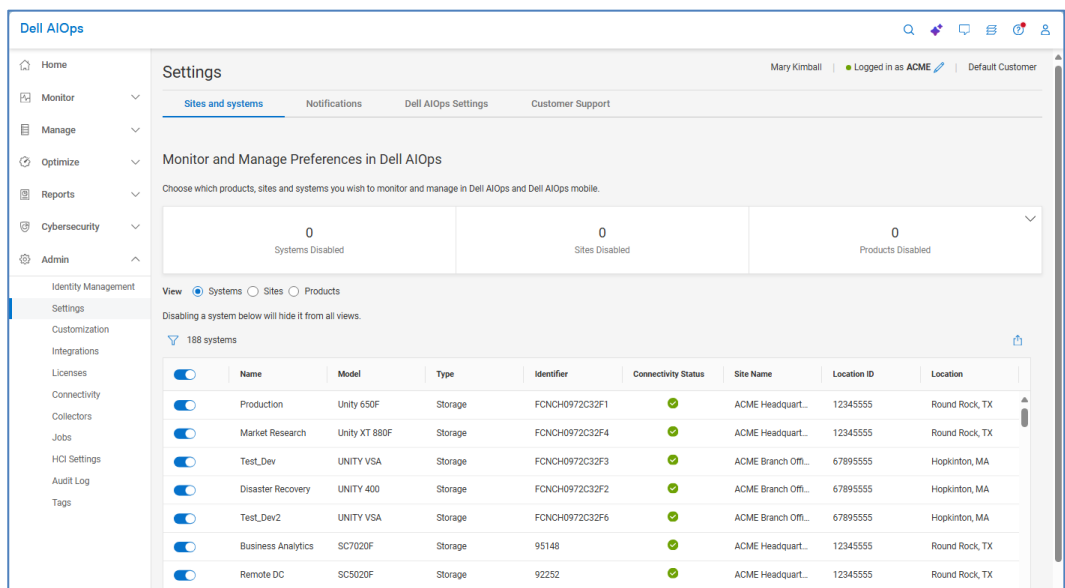 Dell AIOps
Home
Monitor
Manage
Optimize
Reports
Cybersecurity
Admin
Identity Management
Settings
Customization
Integrations
Licenses
Connectivity
Collectors
Jobs
HCI Settings
Audit Log
Tags
Settings
Mary Kimball | Logged in as ACME | Default Customer
Sites and systems Notifications Dell AIOps Settings Customer Support
Monitor and Manage Preferences in Dell AIOps
Choose which products, sites and systems you wish to monitor and manage in Dell AIOps and Dell AIOps mobile.
0 0 0
Systems Disabled Sites Disabled Products Disabled
View Systems Sites Products
Disabling a system below will hide it from all views.
188 systems
Name Model Type Identifier Connectivity Status Site Name Location ID Location
Production Unity 650F Storage FCNCH0972C32F1 ACME Headquart... 12345555 Round Rock, TX
Market Research Unity XT 880F Storage FCNCH0972C32F4 ACME Headquart... 12345555 Round Rock, TX
Test_Dev UNITY VSA Storage FCNCH0972C32F3 ACME Branch Offi... 67895555 Hopkinton, MA
Disaster Recovery UNITY 400 Storage FCNCH0972C32F2 ACME Branch Offi... 67895555 Hopkinton, MA
Test_Dev2 UNITY VSA Storage FCNCH0972C32F6 ACME Branch Offi... 67895555 Hopkinton, MA
Business Analytics SC7020F Storage 95148 ACME Headquart... 12345555 Round Rock, TX
Remote DC SC5020F Storage 92252 ACME Headquart... 12345555 Round Rock, TX